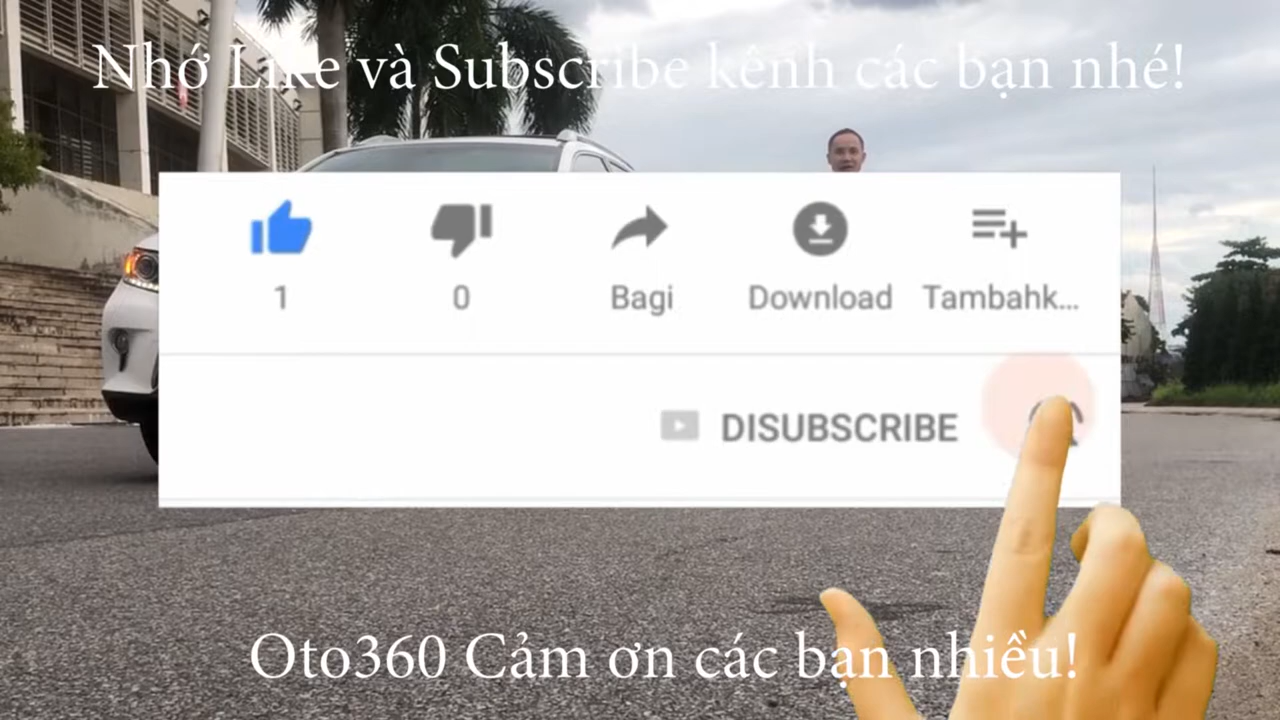 Nhớ Like và Subscribe kênh các bạn nhé!
1
0
Bagi
Download
Tambahk...
DISUBSCRIBE
Oto360 Cảm ơn các bạn nhiều!